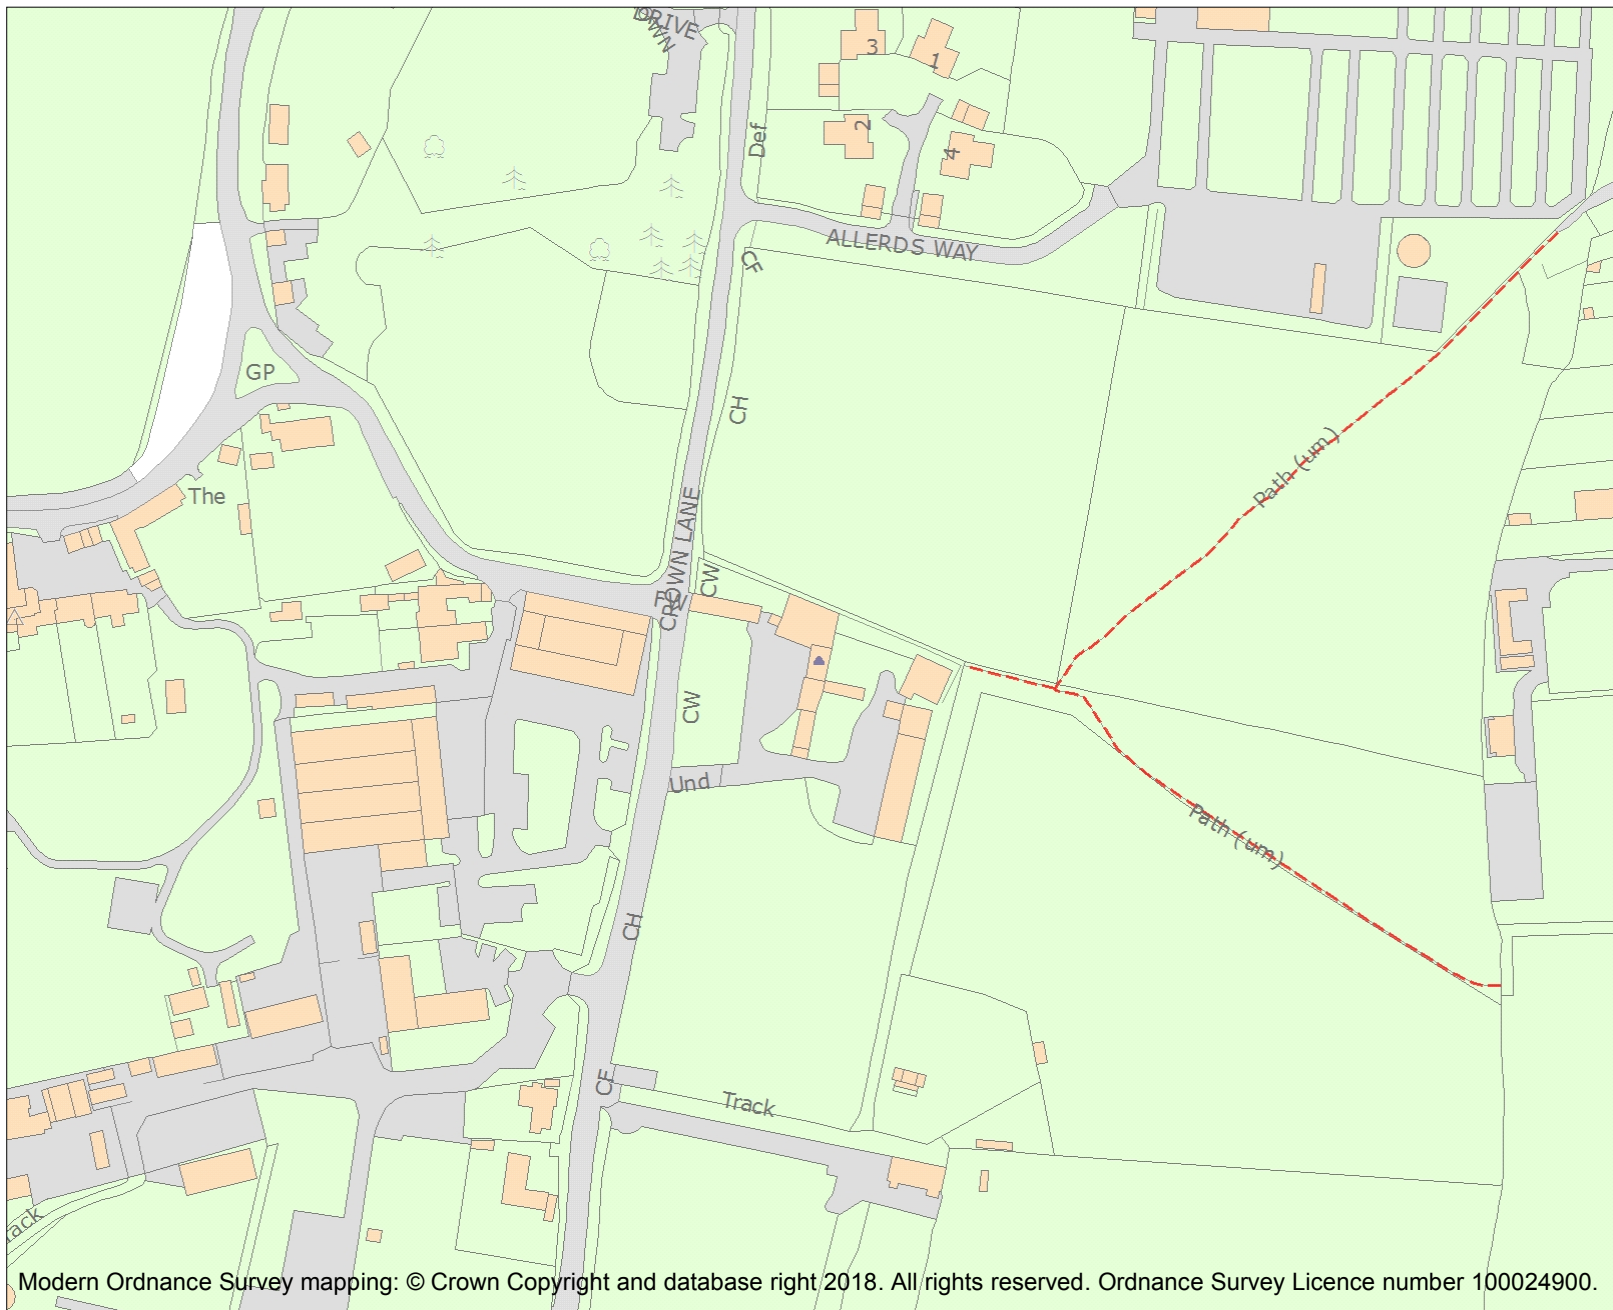 DRIVE
OWN
3
1
2
4
Def
ALLERDS WAY
CF
GP
CH
The
Path (um)
CROWN LANE
CW
FW
CW
Und
Path (um)
CH
CF
Track
rack
Modern Ordnance Survey mapping: © Crown Copyright and database right 2018. All rights reserved. Ordnance Survey Licence number 100024900.